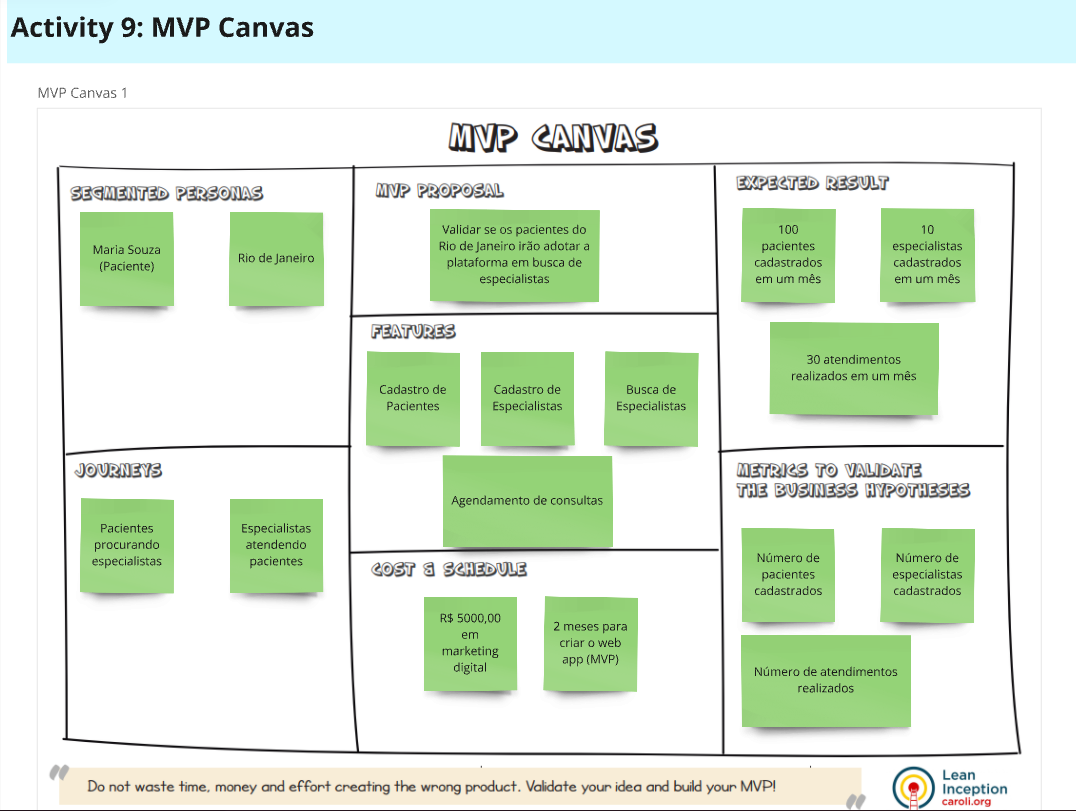 Activity 9: MVP Canvas
MVP Canvas 1
MVP CANVAS
SEGMENTED PERSONAS
Maria Souza
(Paciente)
Rio de Janeiro
MVP PROPOSAL
Validar se os pacientes do
Rio de Janeiro irão adotar a
plataforma em busca de
especialistas
EXPECTED RESULT
100
pacientes
cadastrados
em um mês
10
especialistas
cadastrados
em um mês
30 atendimentos
realizados em um mês
FEATURES
Cadastro de
Pacientes
Cadastro de
Especialistas
Busca de
Especialistas
Agendamento de consultas
JOURNEYS
Pacientes
procurando
especialistas
Especialistas
atendendo
pacientes
COST & SCHEDULE
R$ 5000,00
em
marketing
digital
2 meses para
criar o web
app (MVP)
METRICS TO VALIDATE
THE BUSINESS HYPOTHESES
Número de
pacientes
cadastrados
Número de
especialistas
cadastrados
Número de atendimentos
realizados
" Do not waste time, money and effort creating the wrong product. Validate your idea and build your MVP! "
Lean
Inception
caroli.org